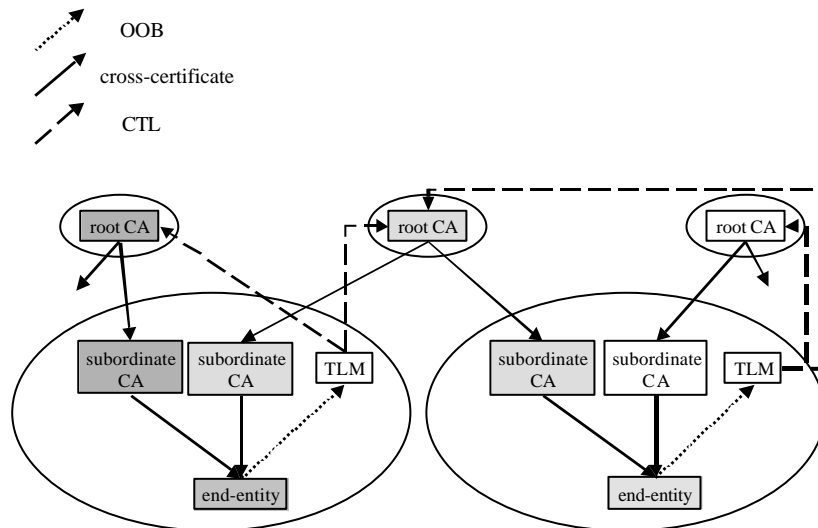 OOB
cross-certificate
CTL
root CA
root CA
root CA
subordinate
CA
subordinate
CA
TLM
subordinate
CA
subordinate
CA
TLM
end-entity
end-entity